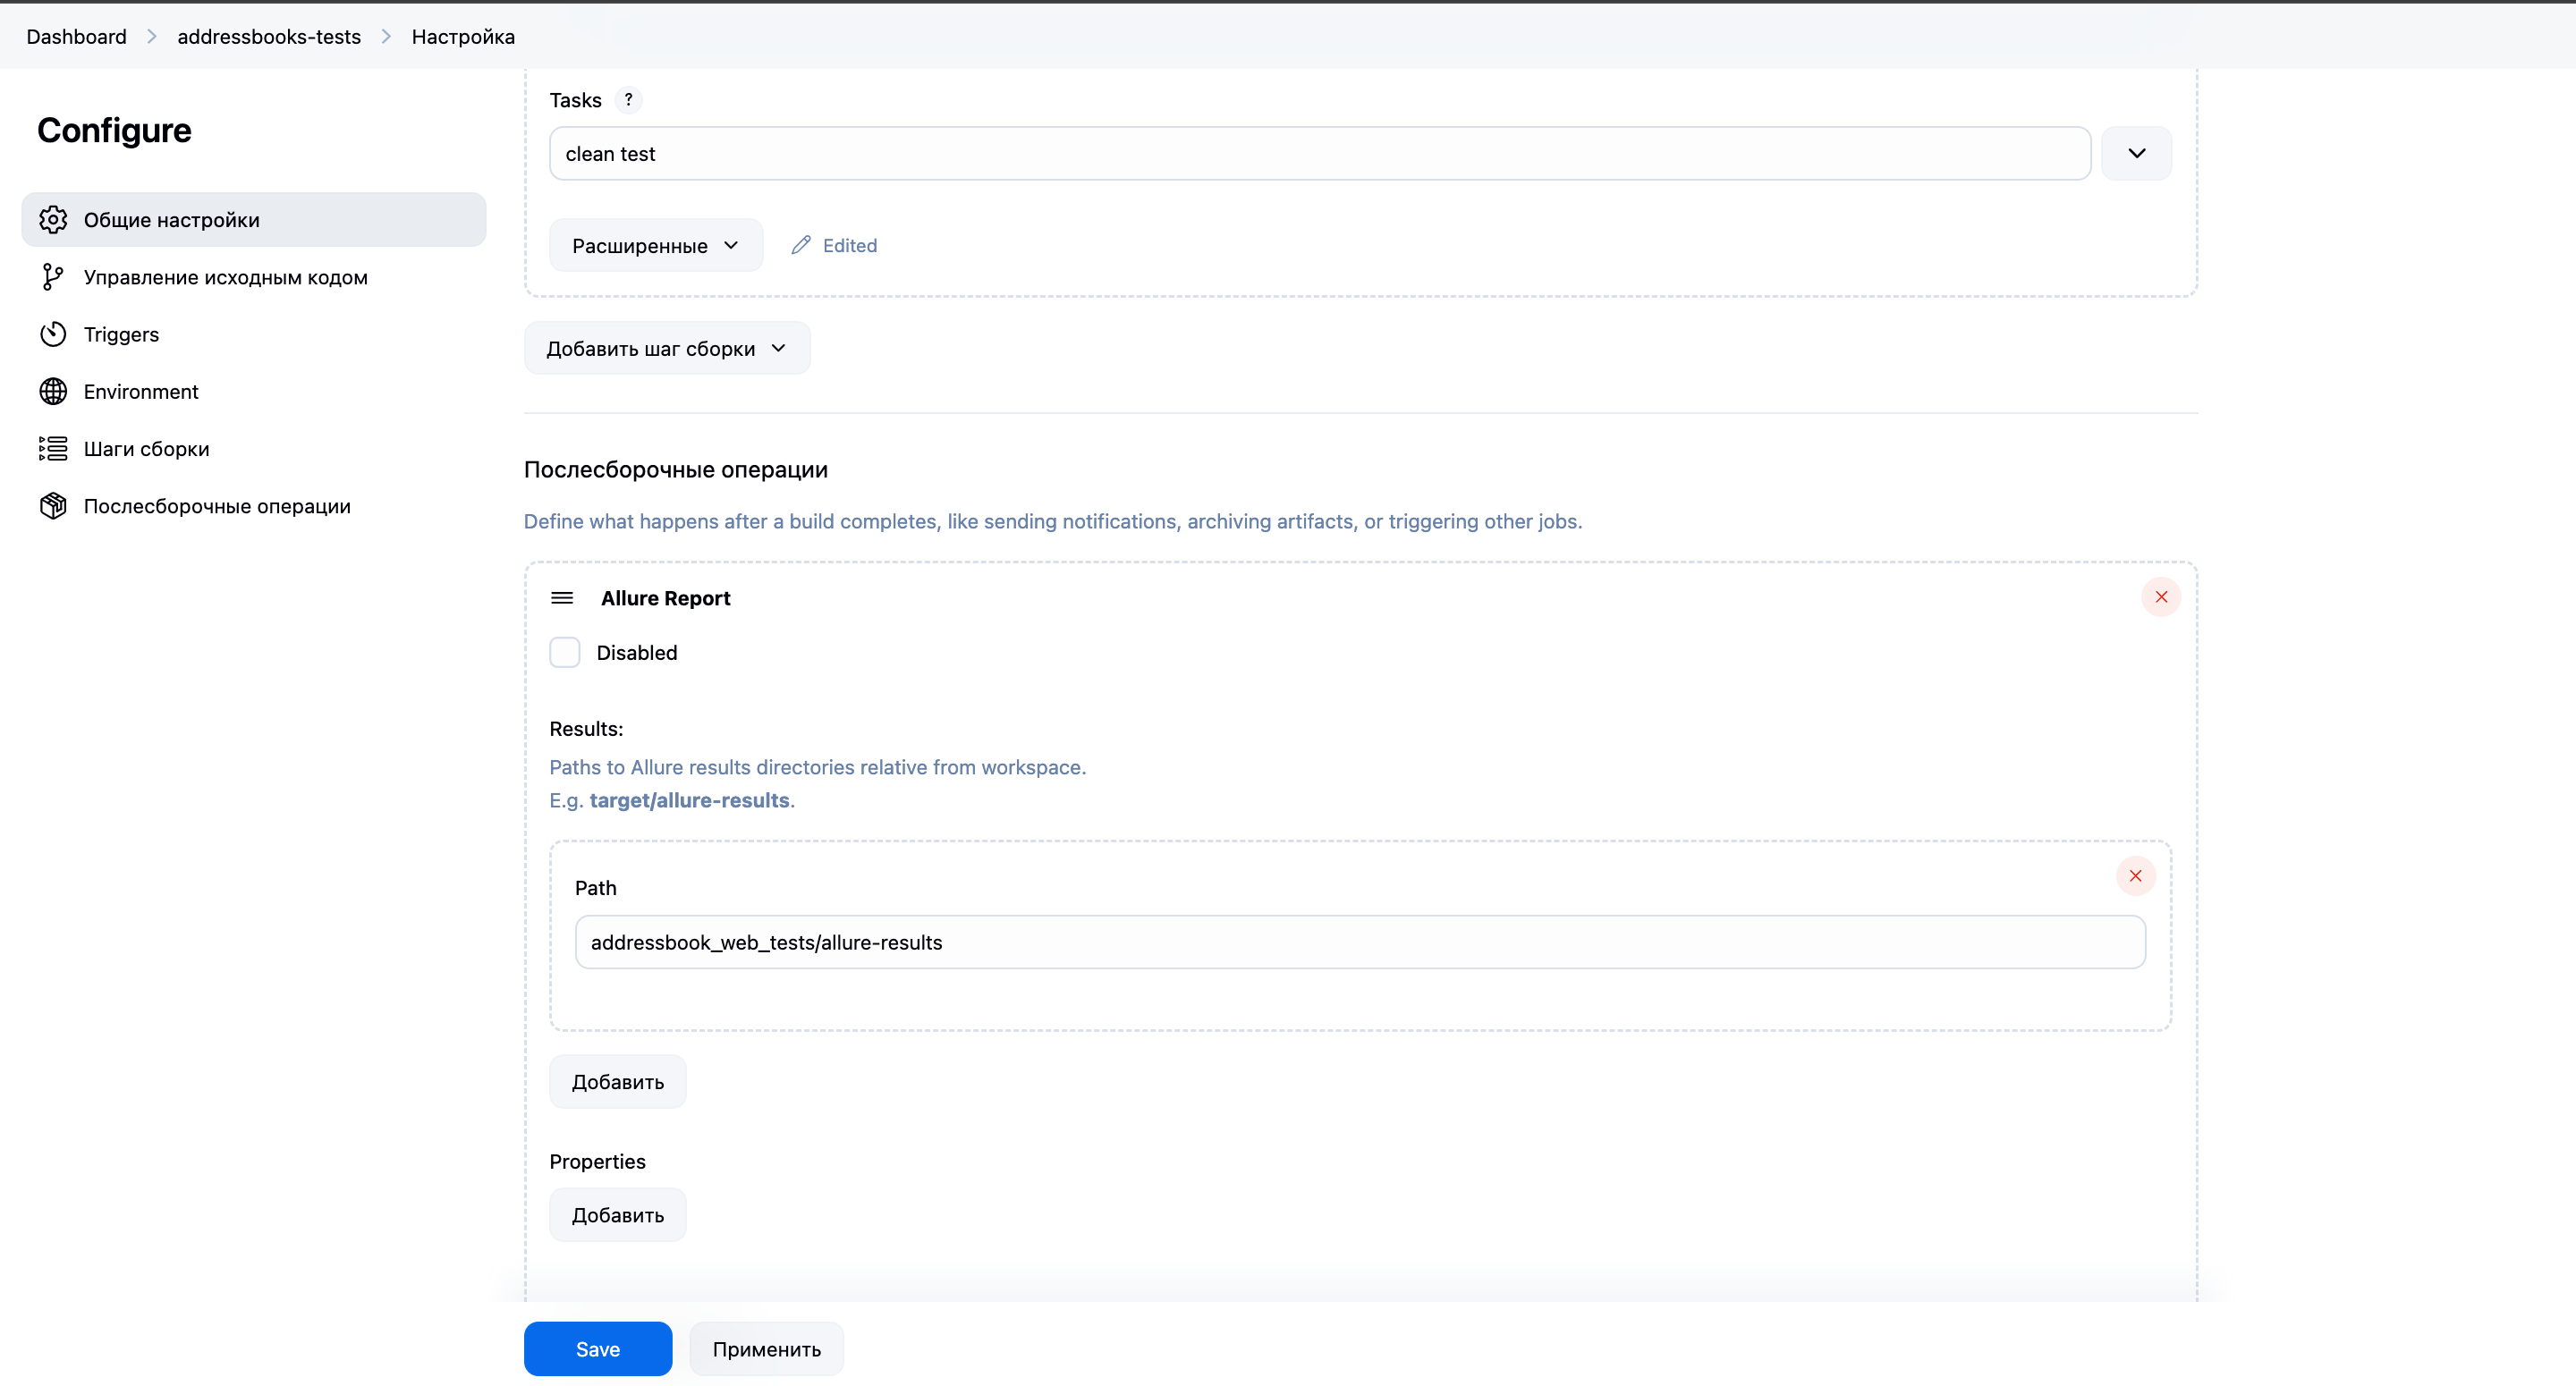 Dashboard > addressbooks-tests > Настройка
Configure
Общие настройки
Управление исходным кодом
Triggers
Environment
Шаги сборки
Послесборочные операции
Tasks ?
clean test
Расширенные Edited
Добавить шаг сборки
Послесборочные операции
Define what happens after a build completes, like sending notifications, archiving artifacts, or triggering other jobs.
Allure Report
Disabled
Results:
Paths to Allure results directories relative from workspace.
E.g. target/allure-results.
Path
addressbook_web_tests/allure-results
Добавить
Properties
Добавить
Save Применить